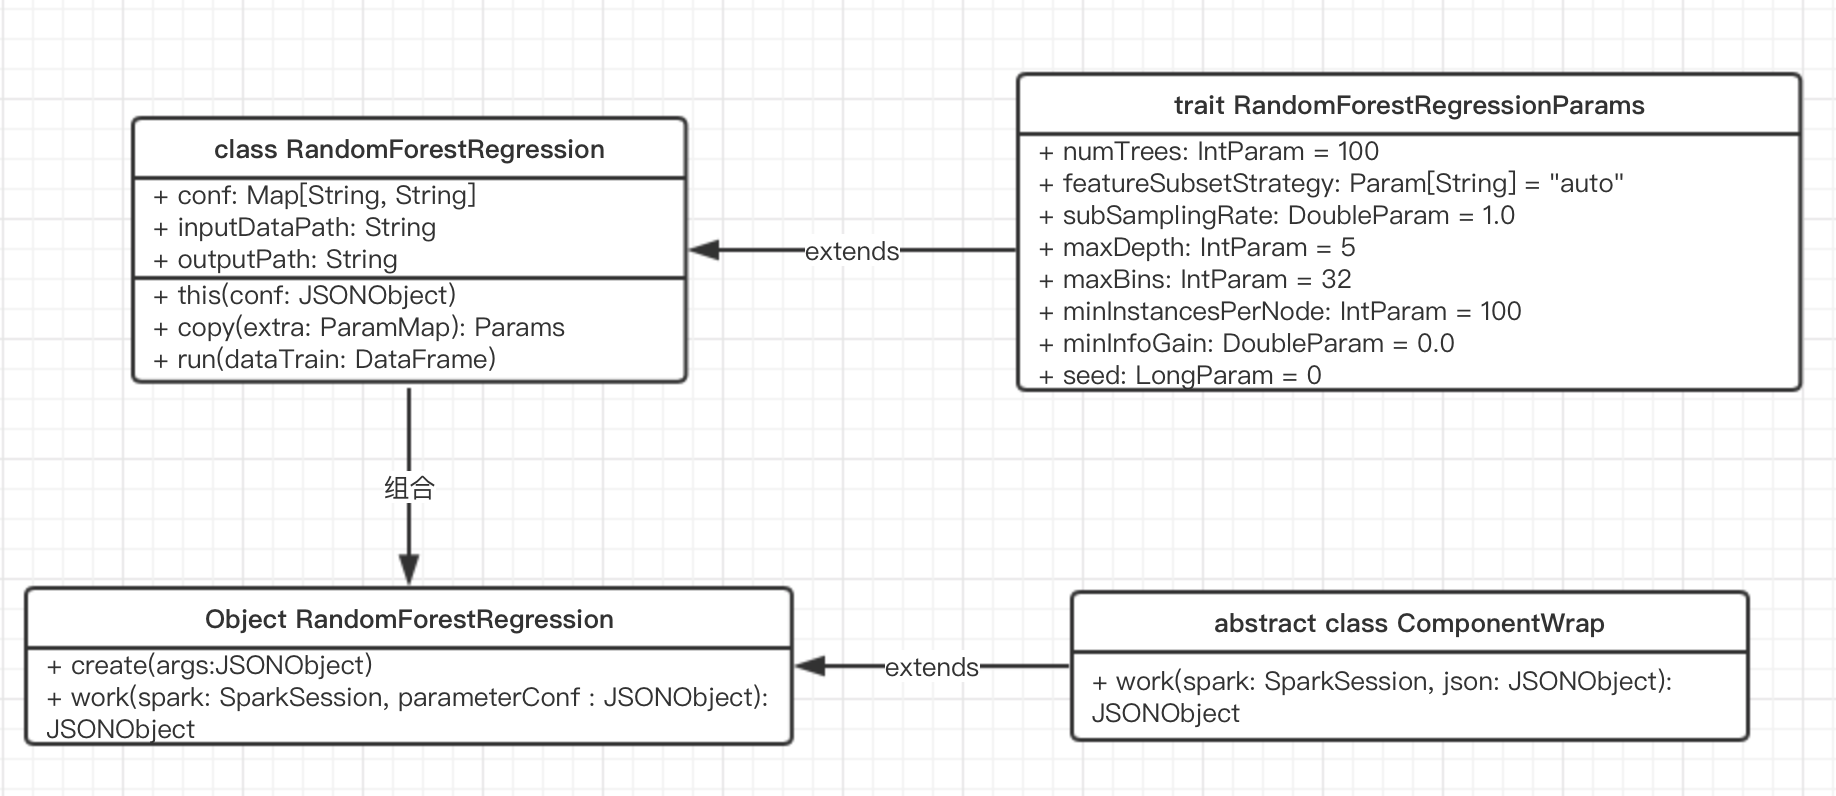 class RandomForestRegression
+ conf: Map[String, String]
+ inputDataPath: String
+ outputPath: String
+ this(conf: JSONObject)
+ copy(extra: ParamMap): Params
+ run(dataTrain: DataFrame)
extends
trait RandomForestRegressionParams
+ numTrees: IntParam = 100
+ featureSubsetStrategy: Param[String] = "auto"
+ subSamplingRate: DoubleParam = 1.0
+ maxDepth: IntParam = 5
+ maxBins: IntParam = 32
+ minInstancesPerNode: IntParam = 100
+ minInfoGain: DoubleParam = 0.0
+ seed: LongParam = 0
组合
Object RandomForestRegression
+ create(args:JSONObject)
+ work(spark: SparkSession, parameterConf : JSONObject):
JSONObject
extends
abstract class ComponentWrap
+ work(spark: SparkSession, json: JSONObject):
JSONObject